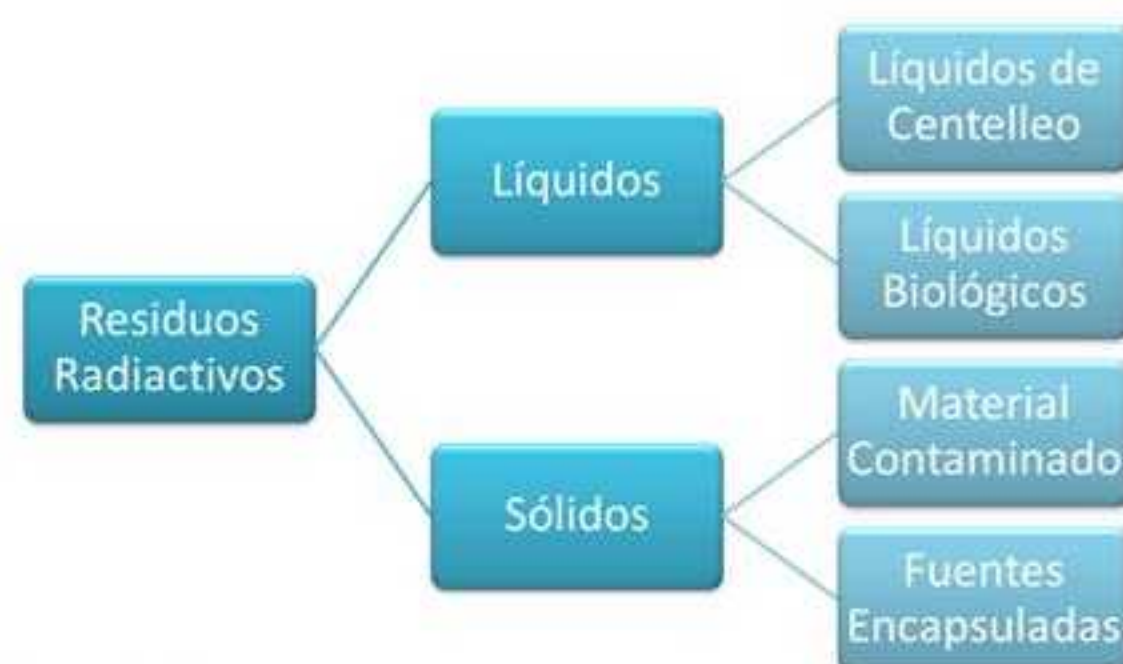 Residuos
Radiactivos
Líquidos
Líquidos de
Centelleo
Líquidos
Biológicos
Sólidos
Material
Contaminado
Fuentes
Encapsuladas